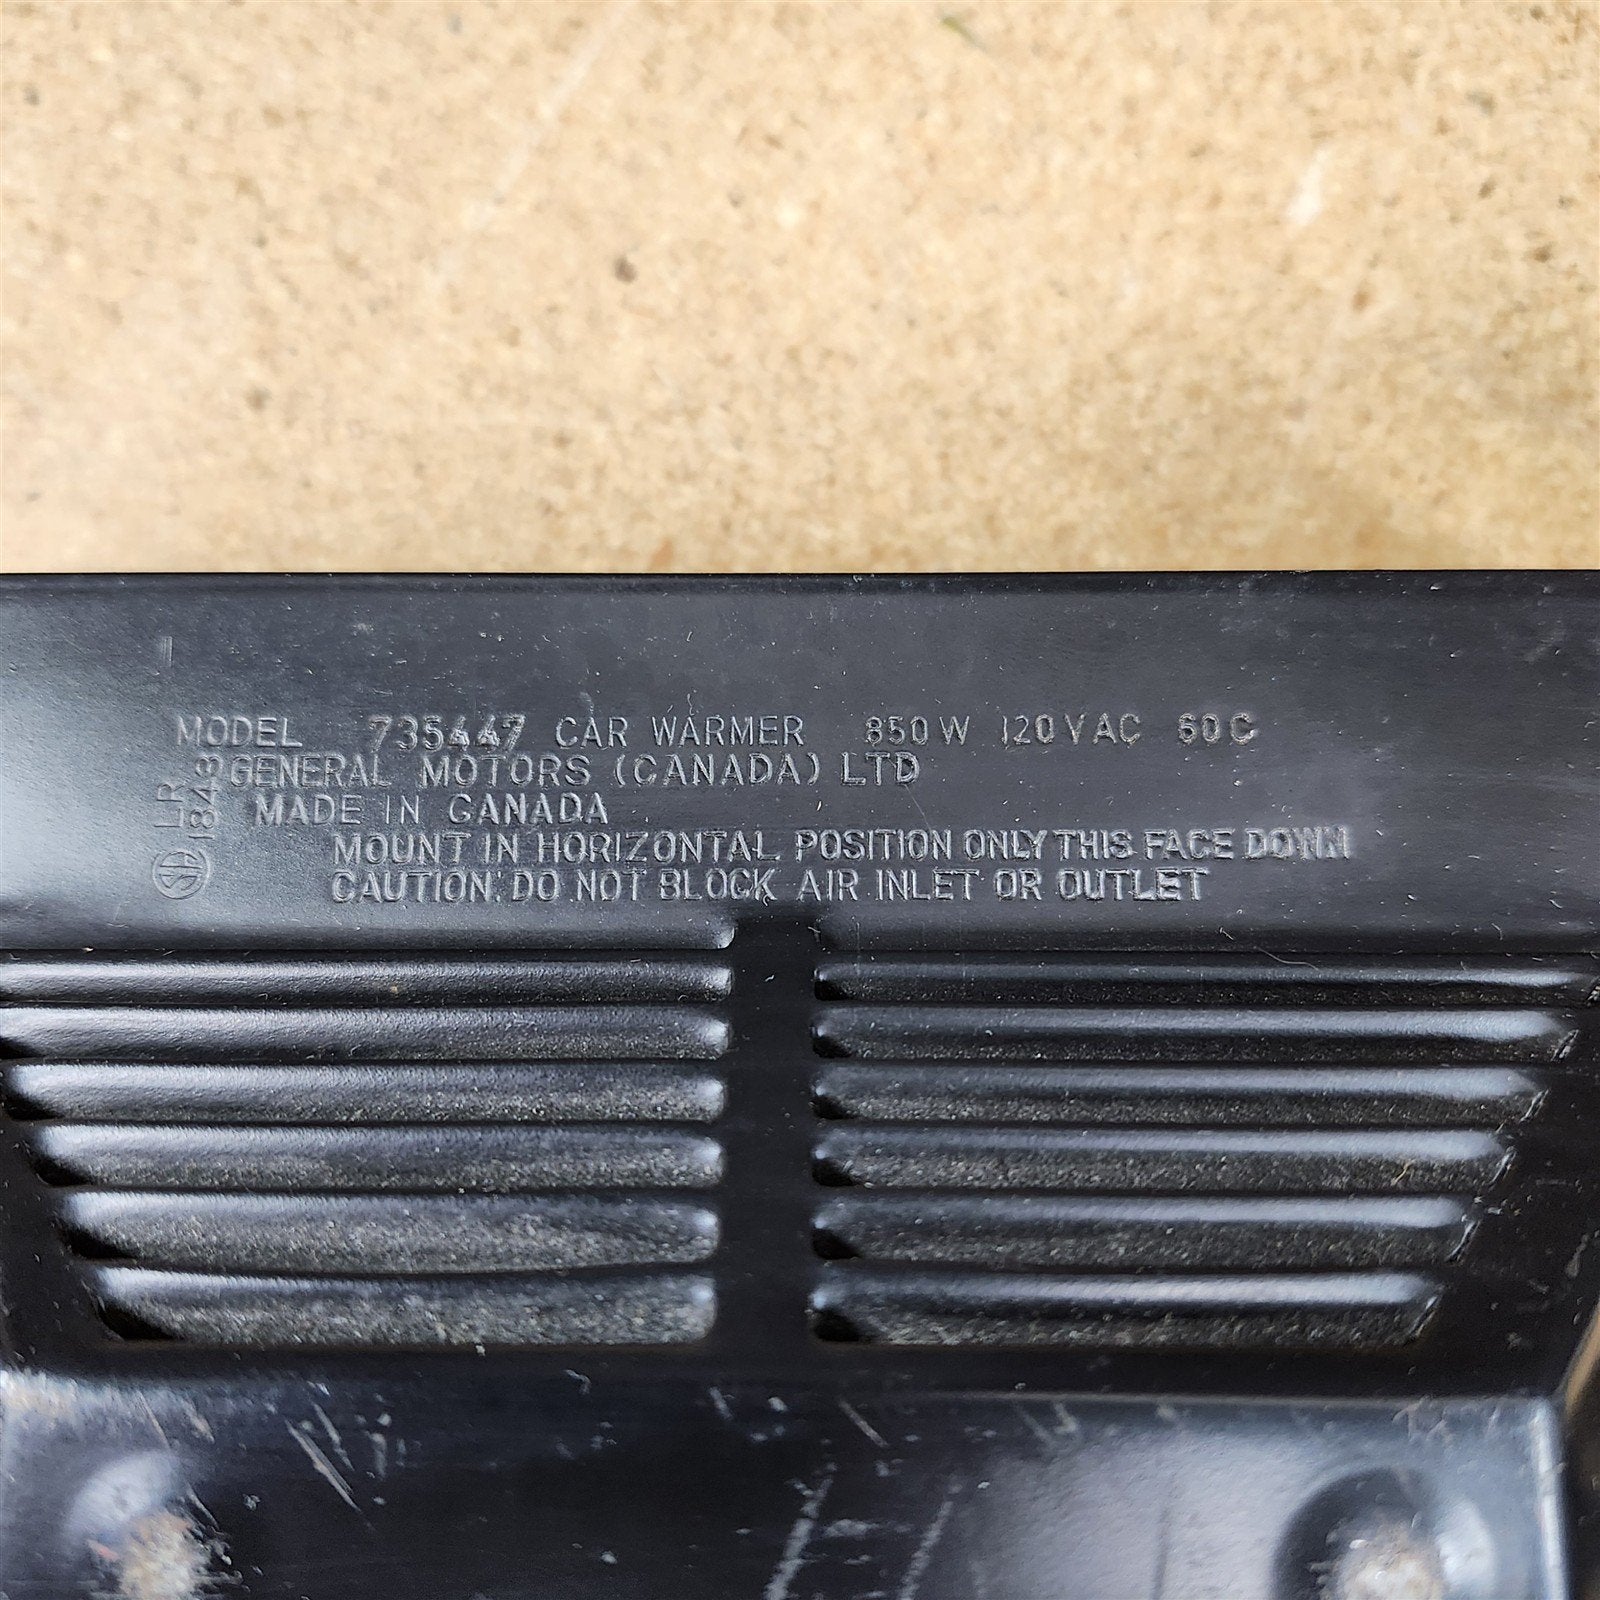 MODEL 735447 CAR WARMER 850W 120VAC 60C
GENERAL MOTORS (CANADA) LTD
MADE IN CANADA
MOUNT IN HORIZONTAL POSITION ONLY THIS FACE DOWN
CAUTION: DO NOT BLOCK AIR INLET OR OUTLET
LR